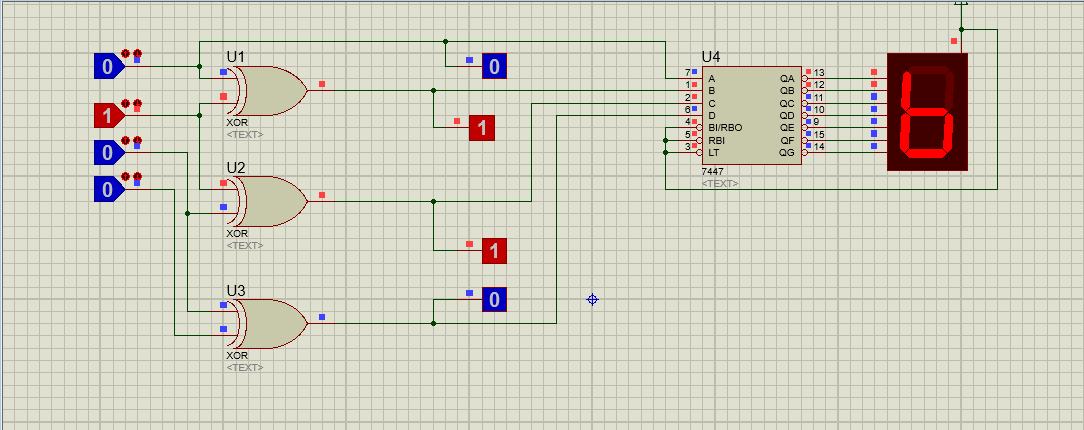 0
1
0
0
U1
XOR
<TEXT>
U2
XOR
<TEXT>
U3
XOR
<TEXT>
0
1
1
0
U4
7 A QA 13
1 B QB 12
2 C QC 11
6 D QD 10
4 BI/RBO QE 9
5 RBI QF 15
3 LT QG 14
7447
<TEXT>
6